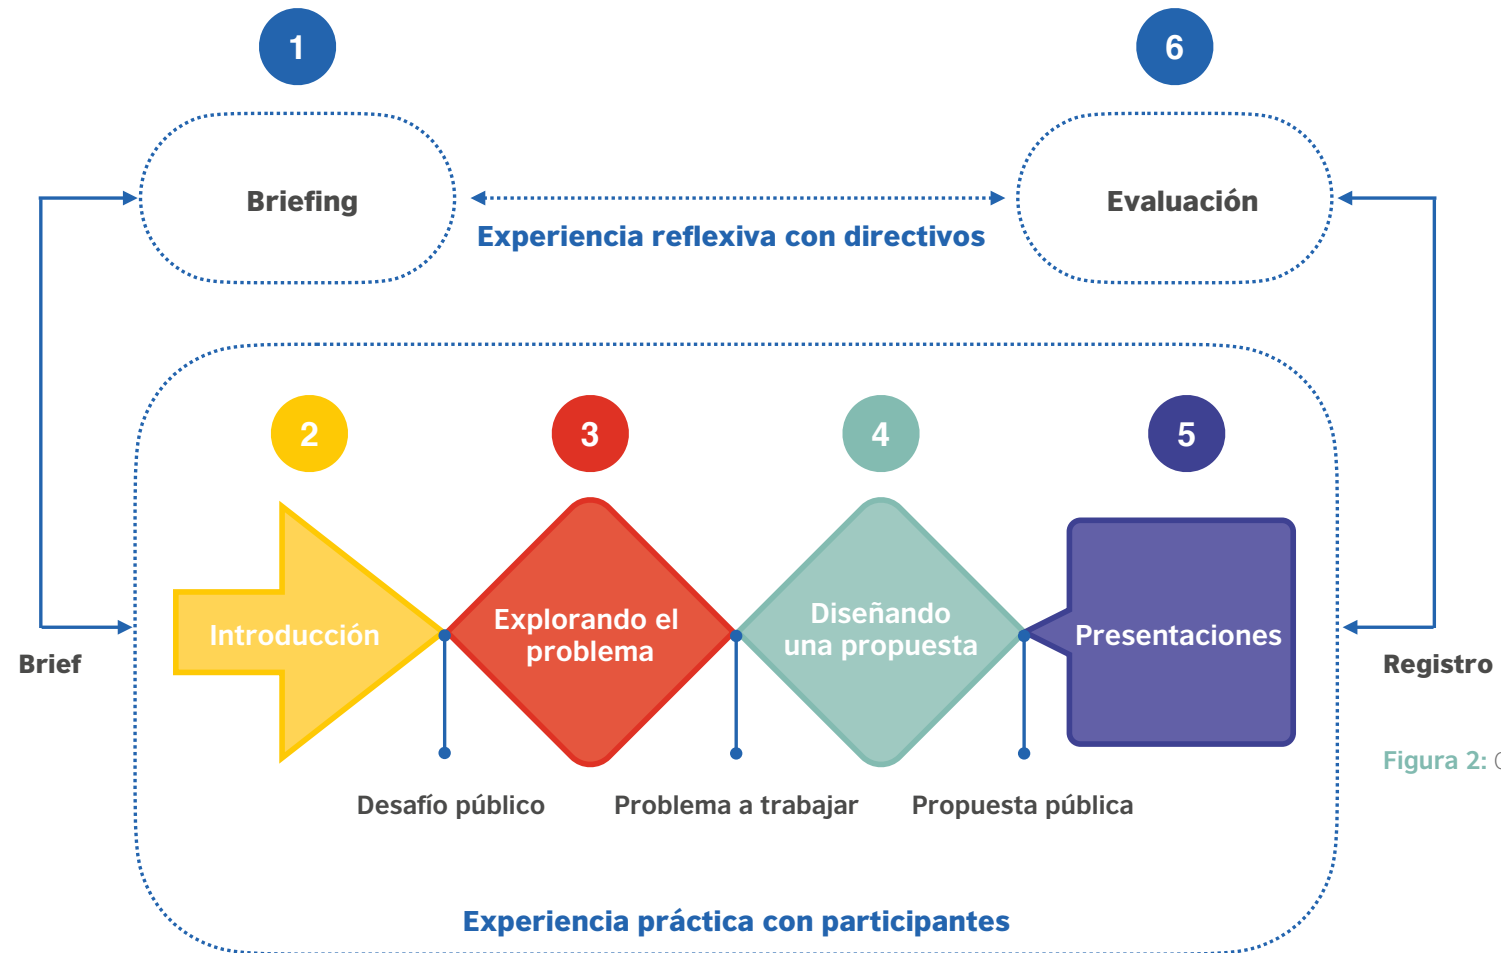 1
6
Briefing
Evaluación
Experiencia reflexiva con directivos
2
3
4
5
Introducción
Explorando el
problema
Diseñando
una propuesta
Presentaciones
Brief
Registro
Figura 2:
Desafío público
Problema a trabajar
Propuesta pública
Experiencia práctica con participantes